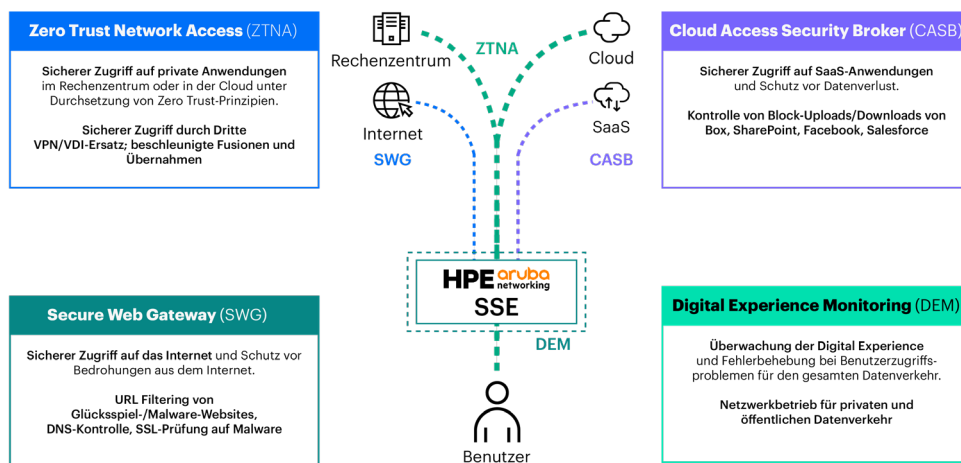 Zero Trust Network Access (ZTNA)
Sicherer Zugriff auf private Anwendungen
im Rechenzentrum oder in der Cloud unter
Durchsetzung von Zero Trust-Prinzipien.
Sicherer Zugriff durch Dritte
VPN/VDI-Ersatz; beschleunigte Fusionen und
Übernahmen
Rechenzentrum
ZTNA
Cloud
Internet
SaaS
SWG
CASB
Cloud Access Security Broker (CASB)
Sicherer Zugriff auf SaaS-Anwendungen
und Schutz vor Datenverlust.
Kontrolle von Block-Uploads/Downloads von
Box, SharePoint, Facebook, Salesforce
HPE aruba
networking
SSE
DEM
Benutzer
Secure Web Gateway (SWG)
Sicherer Zugriff auf das Internet und Schutz vor
Bedrohungen aus dem Internet.
URL Filtering von
Glücksspiel-/Malware-Websites,
DNS-Kontrolle, SSL-Prüfung auf Malware
Digital Experience Monitoring (DEM)
Überwachung der Digital Experience
und Fehlerbehebung bei Benutzerzugriffs-
problemen für den gesamten Datenverkehr.
Netzwerkbetrieb für privaten und
öffentlichen Datenverkehr